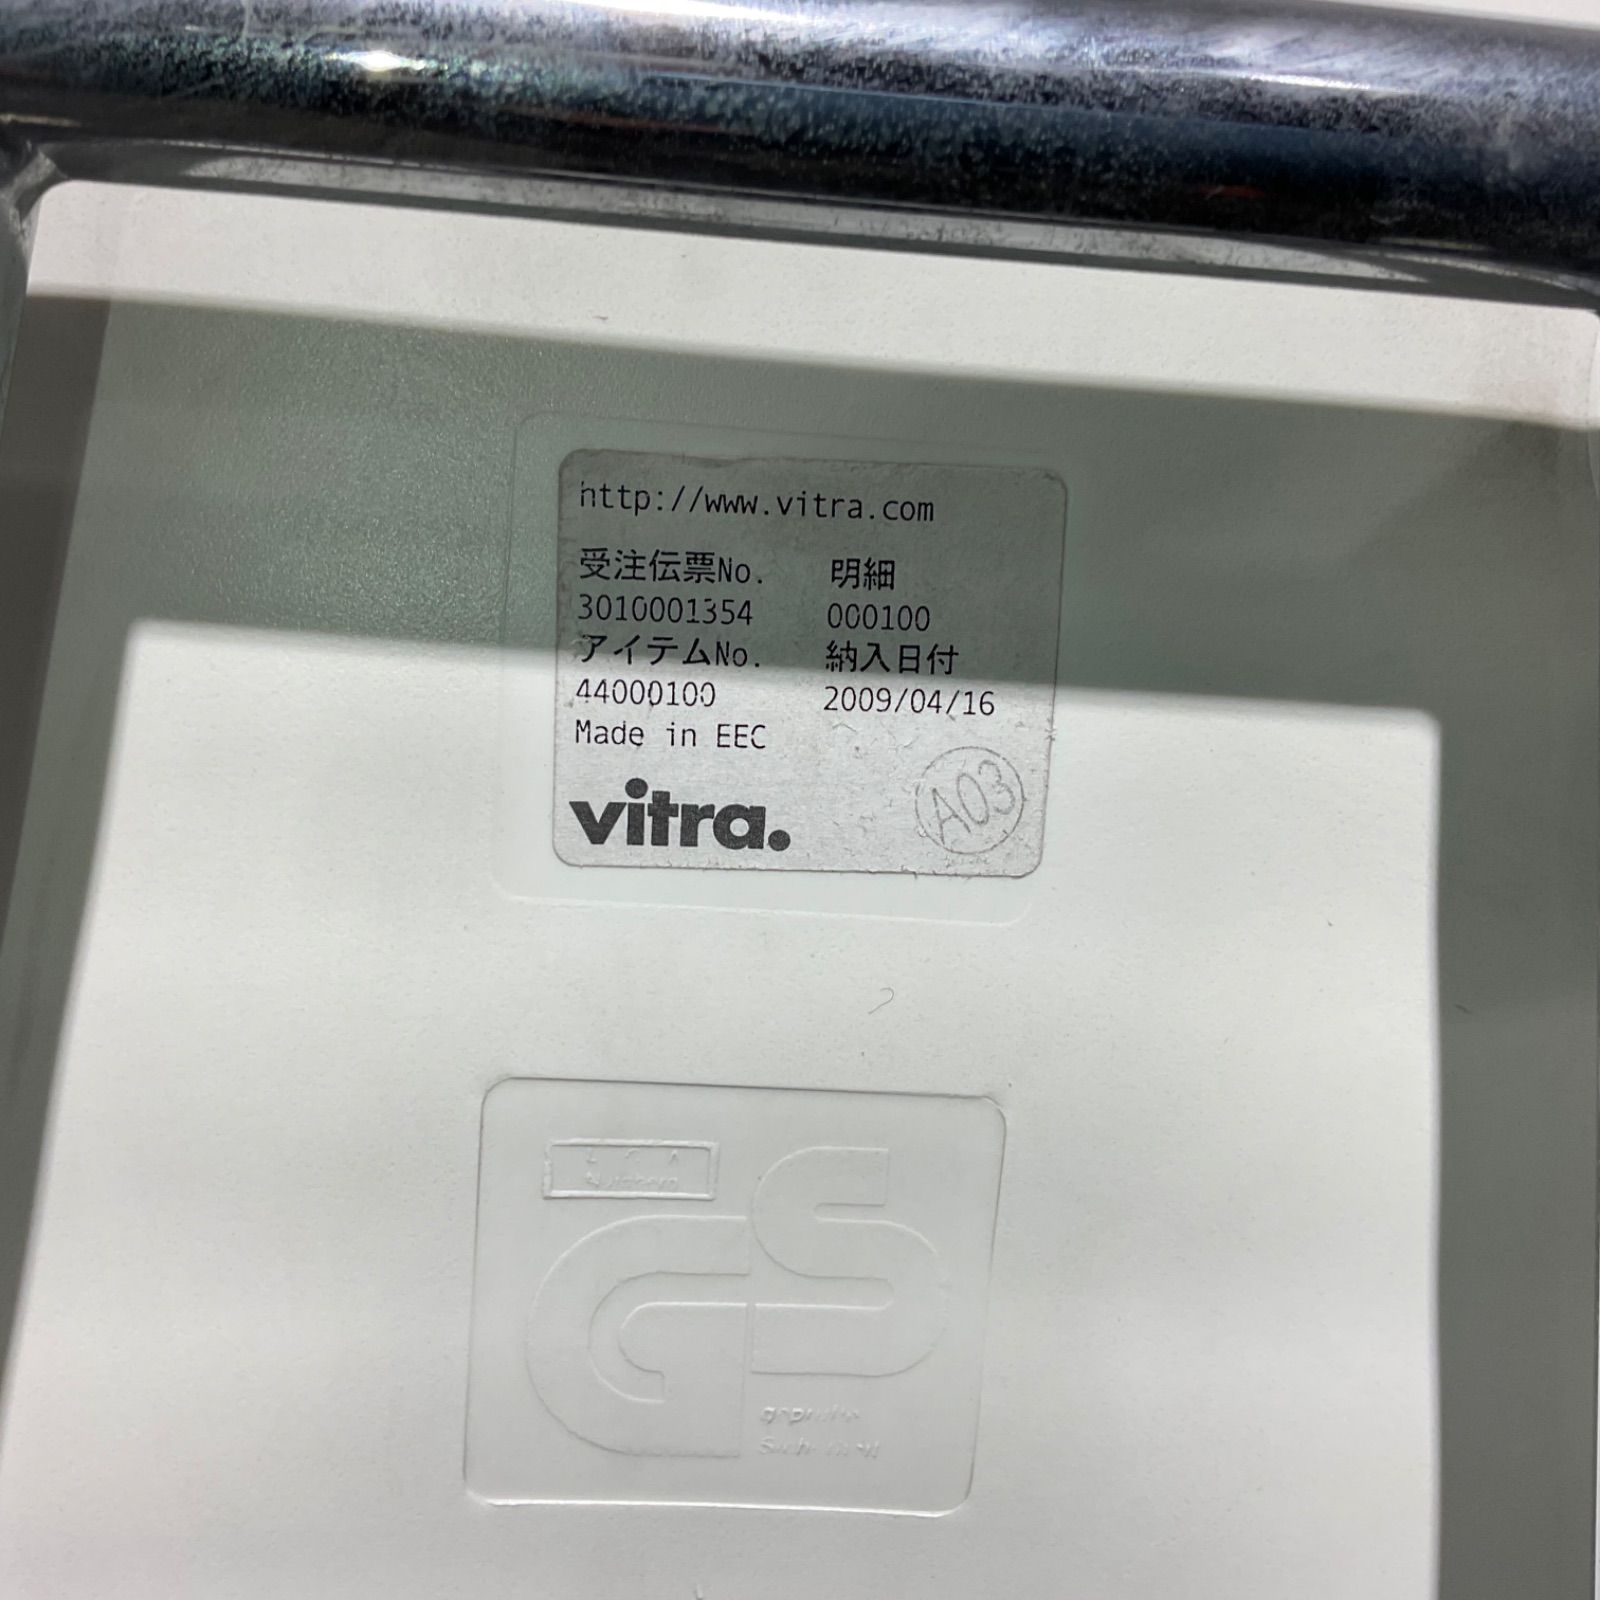 http://www.vitra.com
受注伝票No. 明細
3010001354 000100
アイテムNo. 納入日付
44000100 2009/04/16
Made in EEC
vitra.
A03
GS